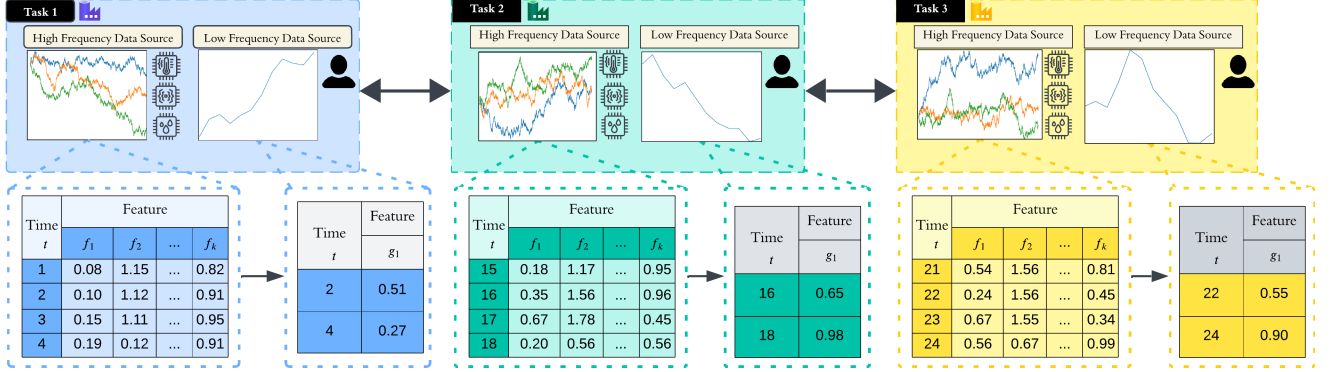 Task 1
High Frequency Data Source
Low Frequency Data Source
Task 2
High Frequency Data Source
Low Frequency Data Source
Task 3
High Frequency Data Source
Low Frequency Data Source
Time t Feature
f1 f2 ... fk
1 0.08 1.15 ... 0.82
2 0.10 1.12 ... 0.91
3 0.15 1.11 ... 0.95
4 0.19 0.12 ... 0.91
Time t Feature
g1
2 0.51
4 0.27
Time t Feature
f1 f2 ... fk
15 0.18 1.17 ... 0.95
16 0.35 1.56 ... 0.96
17 0.67 1.78 ... 0.45
18 0.20 0.56 ... 0.56
Time t Feature
g1
16 0.65
18 0.98
Time t Feature
f1 f2 ... fk
21 0.54 1.56 ... 0.81
22 0.24 1.56 ... 0.45
23 0.67 1.55 ... 0.34
24 0.56 0.67 ... 0.99
Time t Feature
g1
22 0.55
24 0.90